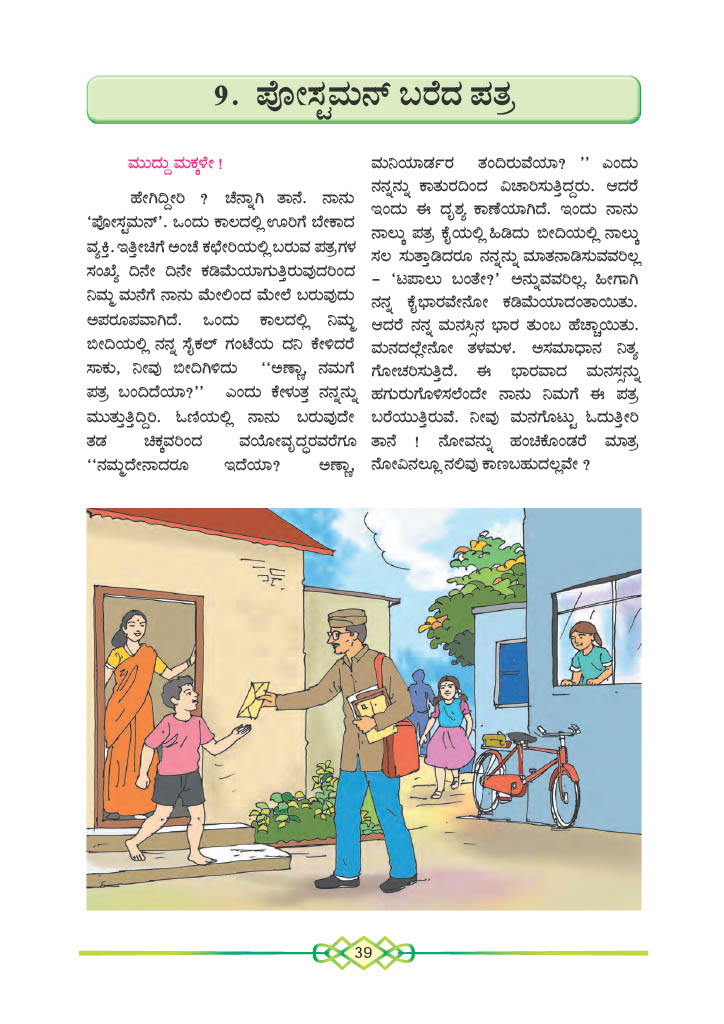 9. ಪೋಸ್ಟಮನ್ ಬರೆದ ಪತ್ರ
ಮುದ್ದು ಮಕ್ಕಳೇ !
ಹೇಗಿದ್ದೀರಿ ? ಚೆನ್ನಾಗಿ ತಾನೆ. ನಾನು
‘ಪೋಸ್ಟಮನ್’. ಒಂದು ಕಾಲದಲ್ಲಿ ಊರಿಗೆ ಬೇಕಾದ
ವ್ಯಕ್ತಿ. ಇತ್ತೀಚಿಗೆ ಅಂಚೆ ಕಛೇರಿಯಲ್ಲಿ ಬರುವ ಪತ್ರಗಳ
ಸಂಖ್ಯೆ ದಿನೇ ದಿನೇ ಕಡಿಮೆಯಾಗುತ್ತಿರುವುದರಿಂದ
ನಿಮ್ಮ ಮನೆಗೆ ನಾನು ಮೇಲಿಂದ ಮೇಲೆ ಬರುವುದು
ಅಪರೂಪವಾಗಿದೆ. ಒಂದು ಕಾಲದಲ್ಲಿ ನಿಮ್ಮ
ಬೀದಿಯಲ್ಲಿ ನನ್ನ ಸೈಕಲ್ ಗಂಟೆಯ ದನಿ ಕೇಳಿದರೆ
ಸಾಕು, ನೀವು ಬೀದಿಗಿಳಿದು ‘‘ಅಣ್ಣಾ, ನಮಗೆ
ಪತ್ರ ಬಂದಿದೆಯಾ?’’ ಎಂದು ಕೇಳುತ್ತ ನನ್ನನ್ನು
ಮುತ್ತುತ್ತಿದ್ದಿರಿ. ಓಣಿಯಲ್ಲಿ ನಾನು ಬರುವುದೇ
ತಡ ಚಿಕ್ಕವರಿಂದ ವಯೋವೃದ್ಧರವರೆಗೂ
‘‘ನಮ್ಮದೇನಾದರೂ ಇದೆಯಾ? ಅಣ್ಣಾ,
ಮನಿಯಾರ್ಡರ ತಂದಿರುವೆಯಾ? ’’ ಎಂದು
ನನ್ನನ್ನು ಕಾತುರದಿಂದ ವಿಚಾರಿಸುತ್ತಿದ್ದರು. ಆದರೆ
ಇಂದು ಈ ದೃಶ್ಯ ಕಾಣೆಯಾಗಿದೆ. ಇಂದು ನಾನು
ನಾಲ್ಕು ಪತ್ರ ಕೈಯಲ್ಲಿ ಹಿಡಿದು ಬೀದಿಯಲ್ಲಿ ನಾಲ್ಕು
ಸಲ ಸುತ್ತಾಡಿದರೂ ನನ್ನನ್ನು ಮಾತನಾಡಿಸುವವರಿಲ್ಲ
– ‘ಟಪಾಲು ಬಂತೇ?’ ಅನ್ನುವವರಿಲ್ಲ. ಹೀಗಾಗಿ
ನನ್ನ ಕೈಭಾರವೇನೋ ಕಡಿಮೆಯಾದಂತಾಯಿತು.
ಆದರೆ ನನ್ನ ಮನಸ್ಸಿನ ಭಾರ ತುಂಬ ಹೆಚ್ಚಾಯಿತು.
ಮನದಲ್ಲೇನೋ ತಳಮಳ. ಅಸಮಾಧಾನ ನಿತ್ಯ
ಗೋಚರಿಸುತ್ತಿದೆ. ಈ ಭಾರವಾದ ಮನಸ್ಸನ್ನು
ಹಗುರುಗೊಳಿಸಲೆಂದೇ ನಾನು ನಿಮಗೆ ಈ ಪತ್ರ
ಬರೆಯುತ್ತಿರುವೆ. ನೀವು ಮನಗೊಟ್ಟು ಓದುತ್ತೀರಿ
ತಾನೆ ! ನೋವನ್ನು ಹಂಚಿಕೊಂಡರೆ ಮಾತ್ರ
ನೋವಿನಲ್ಲೂ ನಲಿವು ಕಾಣಬಹುದಲ್ಲವೇ ?
39